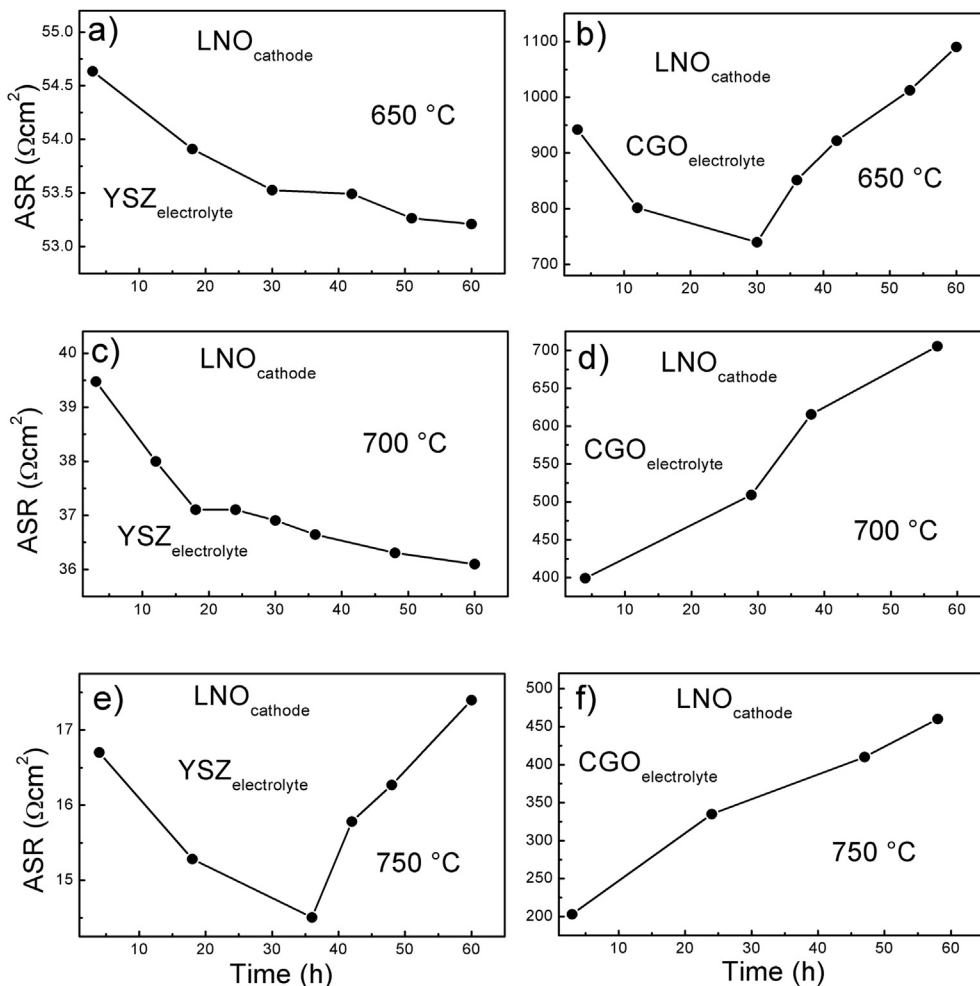 a)
LNOcathode
650 °C
YSZelectrolyte
ASR (Ωcm²)
55.0
54.5
54.0
53.5
53.0
0 10 20 30 40 50 60
b)
LNOcathode
CGOelectrolyte
650 °C
1100
1000
900
800
700
10 20 30 40 50 60
c)
LNOcathode
700 °C
YSZelectrolyte
ASR (Ωcm²)
40
39
38
37
36
10 20 30 40 50 60
d)
LNOcathode
CGOelectrolyte
700 °C
700
650
600
550
500
450
400
0 10 20 30 40 50 60
e)
LNOcathode
YSZelectrolyte
750 °C
ASR (Ωcm²)
17
16
15
0 10 20 30 40 50 60
Time (h)
f)
LNOcathode
CGOelectrolyte
750 °C
500
450
400
350
300
250
200
0 10 20 30 40 50 60
Time (h)